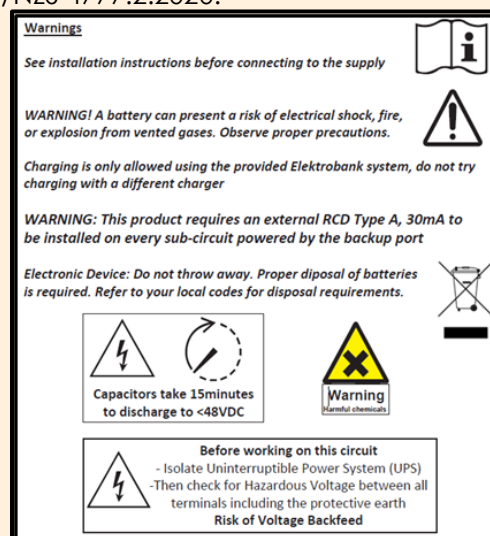 /NZS 4777.2:2020.
Warnings
See installation instructions before connecting to the supply
WARNING! A battery can present a risk of electrical shock, fire,
or explosion from vented gases. Observe proper precautions.
Charging is only allowed using the provided Elektrobank system, do not try
charging with a different charger
WARNING: This product requires an external RCD Type A, 30mA to
be installed on every sub-circuit powered by the backup port
Electronic Device: Do not throw away. Proper diposal of batteries
is required. Refer to your local codes for disposal requirements.
Capacitors take 15minutes
to discharge to <48VDC
Warning
Harmful chemicals
Before working on this circuit
- Isolate Uninterruptible Power System (UPS)
-Then check for Hazardous Voltage between all
terminals including the protective earth
Risk of Voltage Backfeed